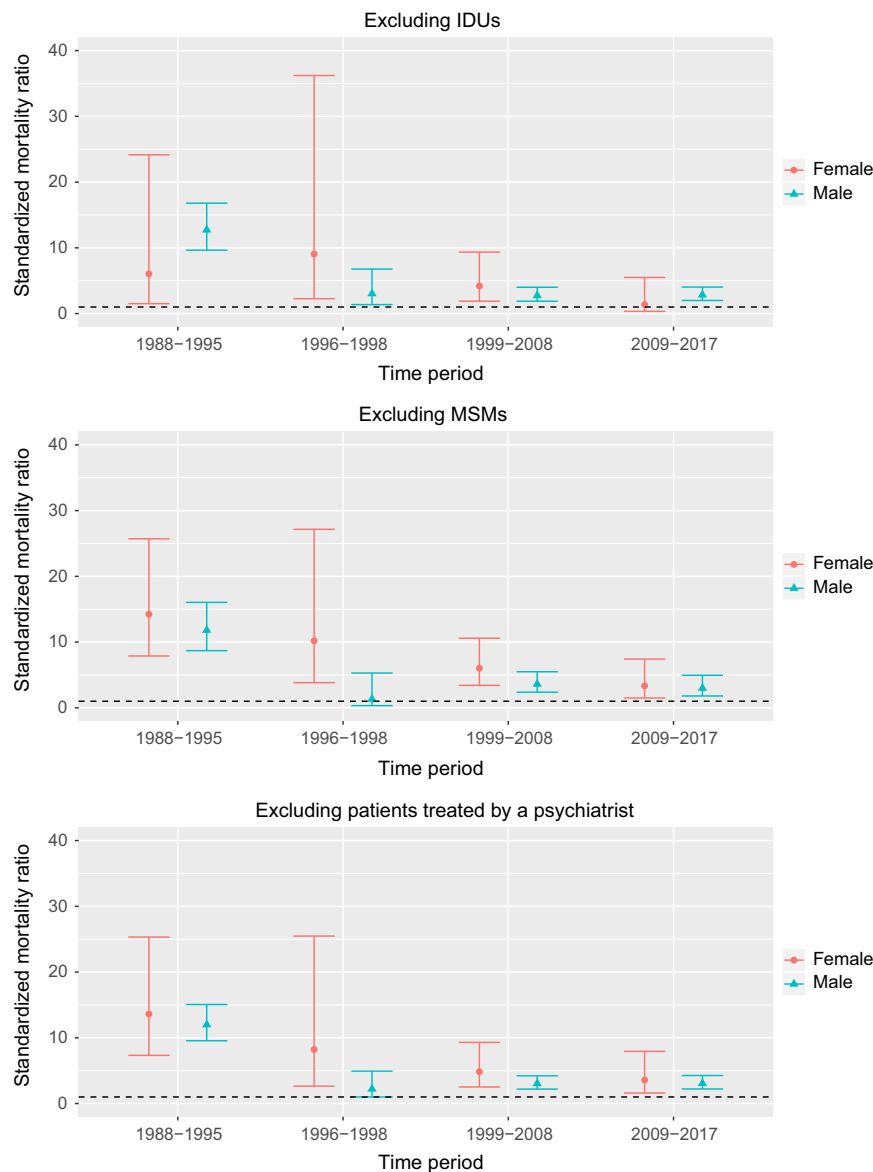 Excluding IDUs
Standardized mortality ratio
40
30
20
10
0
1988−1995 1996−1998 1999−2008 2009−2017
Time period
Female
Male
Excluding MSMs
Standardized mortality ratio
40
30
20
10
0
1988−1995 1996−1998 1999−2008 2009−2017
Time period
Female
Male
Excluding patients treated by a psychiatrist
Standardized mortality ratio
40
30
20
10
0
1988−1995 1996−1998 1999−2008 2009−2017
Time period
Female
Male